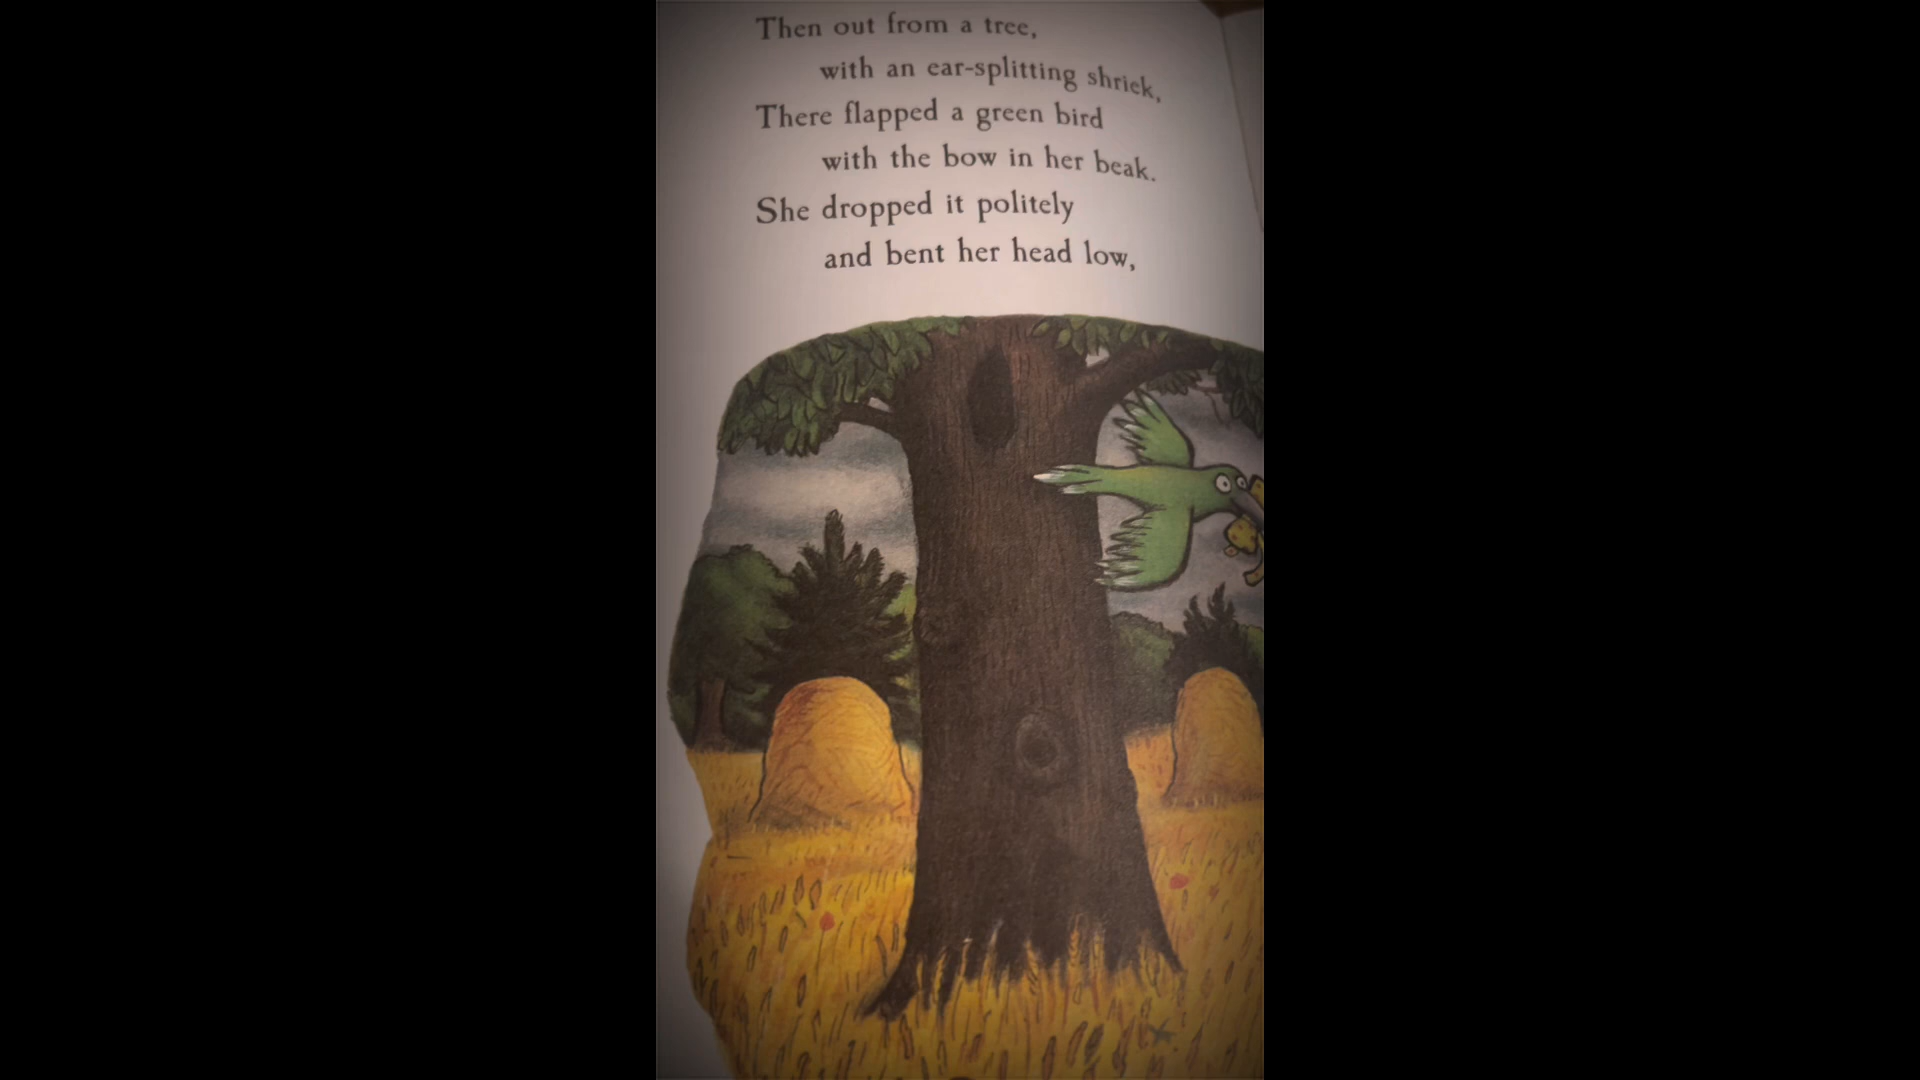 Then out from a tree,
with an ear-splitting shriek,
There flapped a green bird
with the bow in her beak.
She dropped it politely
and bent her head low,